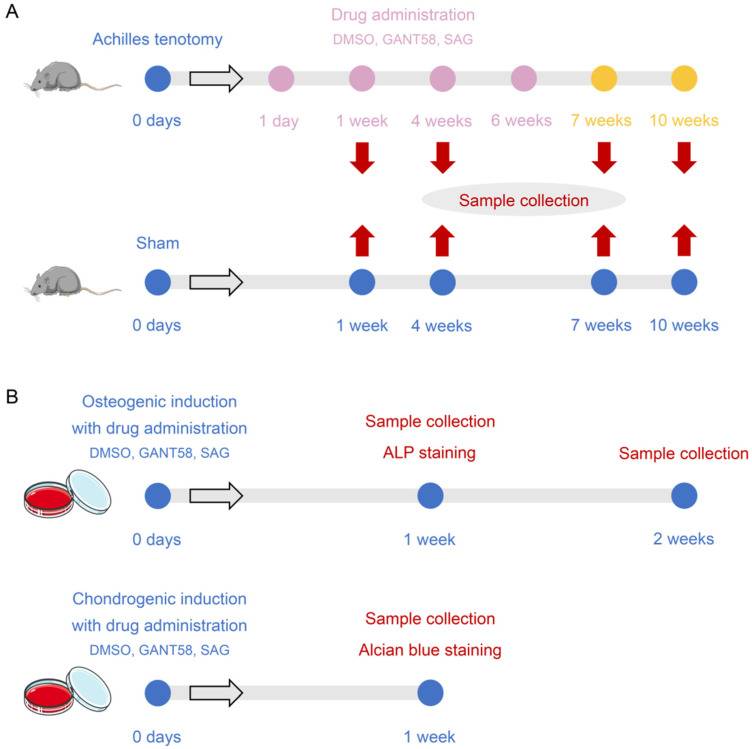 A
Drug administration
Achilles tenotomy
DMSO, GANT58, SAG
0 days
1 day
1 week
4 weeks
6 weeks
7 weeks
10 weeks
Sample collection
Sham
0 days
1 week
4 weeks
7 weeks
10 weeks
B
Osteogenic induction
with drug administration
DMSO, GANT58, SAG
Sample collection
ALP staining
Sample collection
0 days
1 week
2 weeks
Chondrogenic induction
with drug administration
DMSO, GANT58, SAG
Sample collection
Alcian blue staining
0 days
1 week